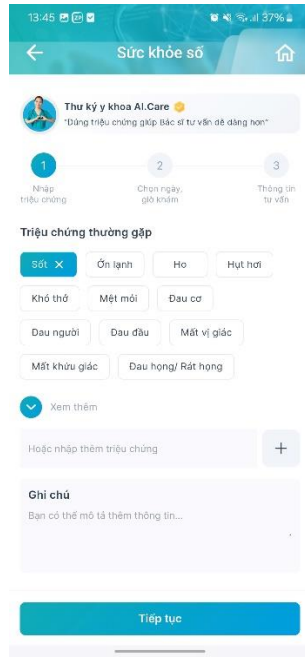 13:45
37%
Sức khỏe số
Thư ký y khoa AI.Care
"Đúng triệu chứng giúp Bác sĩ tư vấn dễ dàng hơn"
1
2
3
Nhập
triệu chứng
Chọn ngày,
giờ khám
Thông tin
tư vấn
Triệu chứng thường gặp
Sốt
Ớn lạnh
Ho
Hụt hơi
Khó thở
Mệt mỏi
Đau cơ
Đau người
Đau đầu
Mất vị giác
Mất khứu giác
Đau họng/ Rát họng
Xem thêm
Hoặc nhập thêm triệu chứng
Ghi chú
Bạn có thể mô tả thêm thông tin...
Tiếp tục